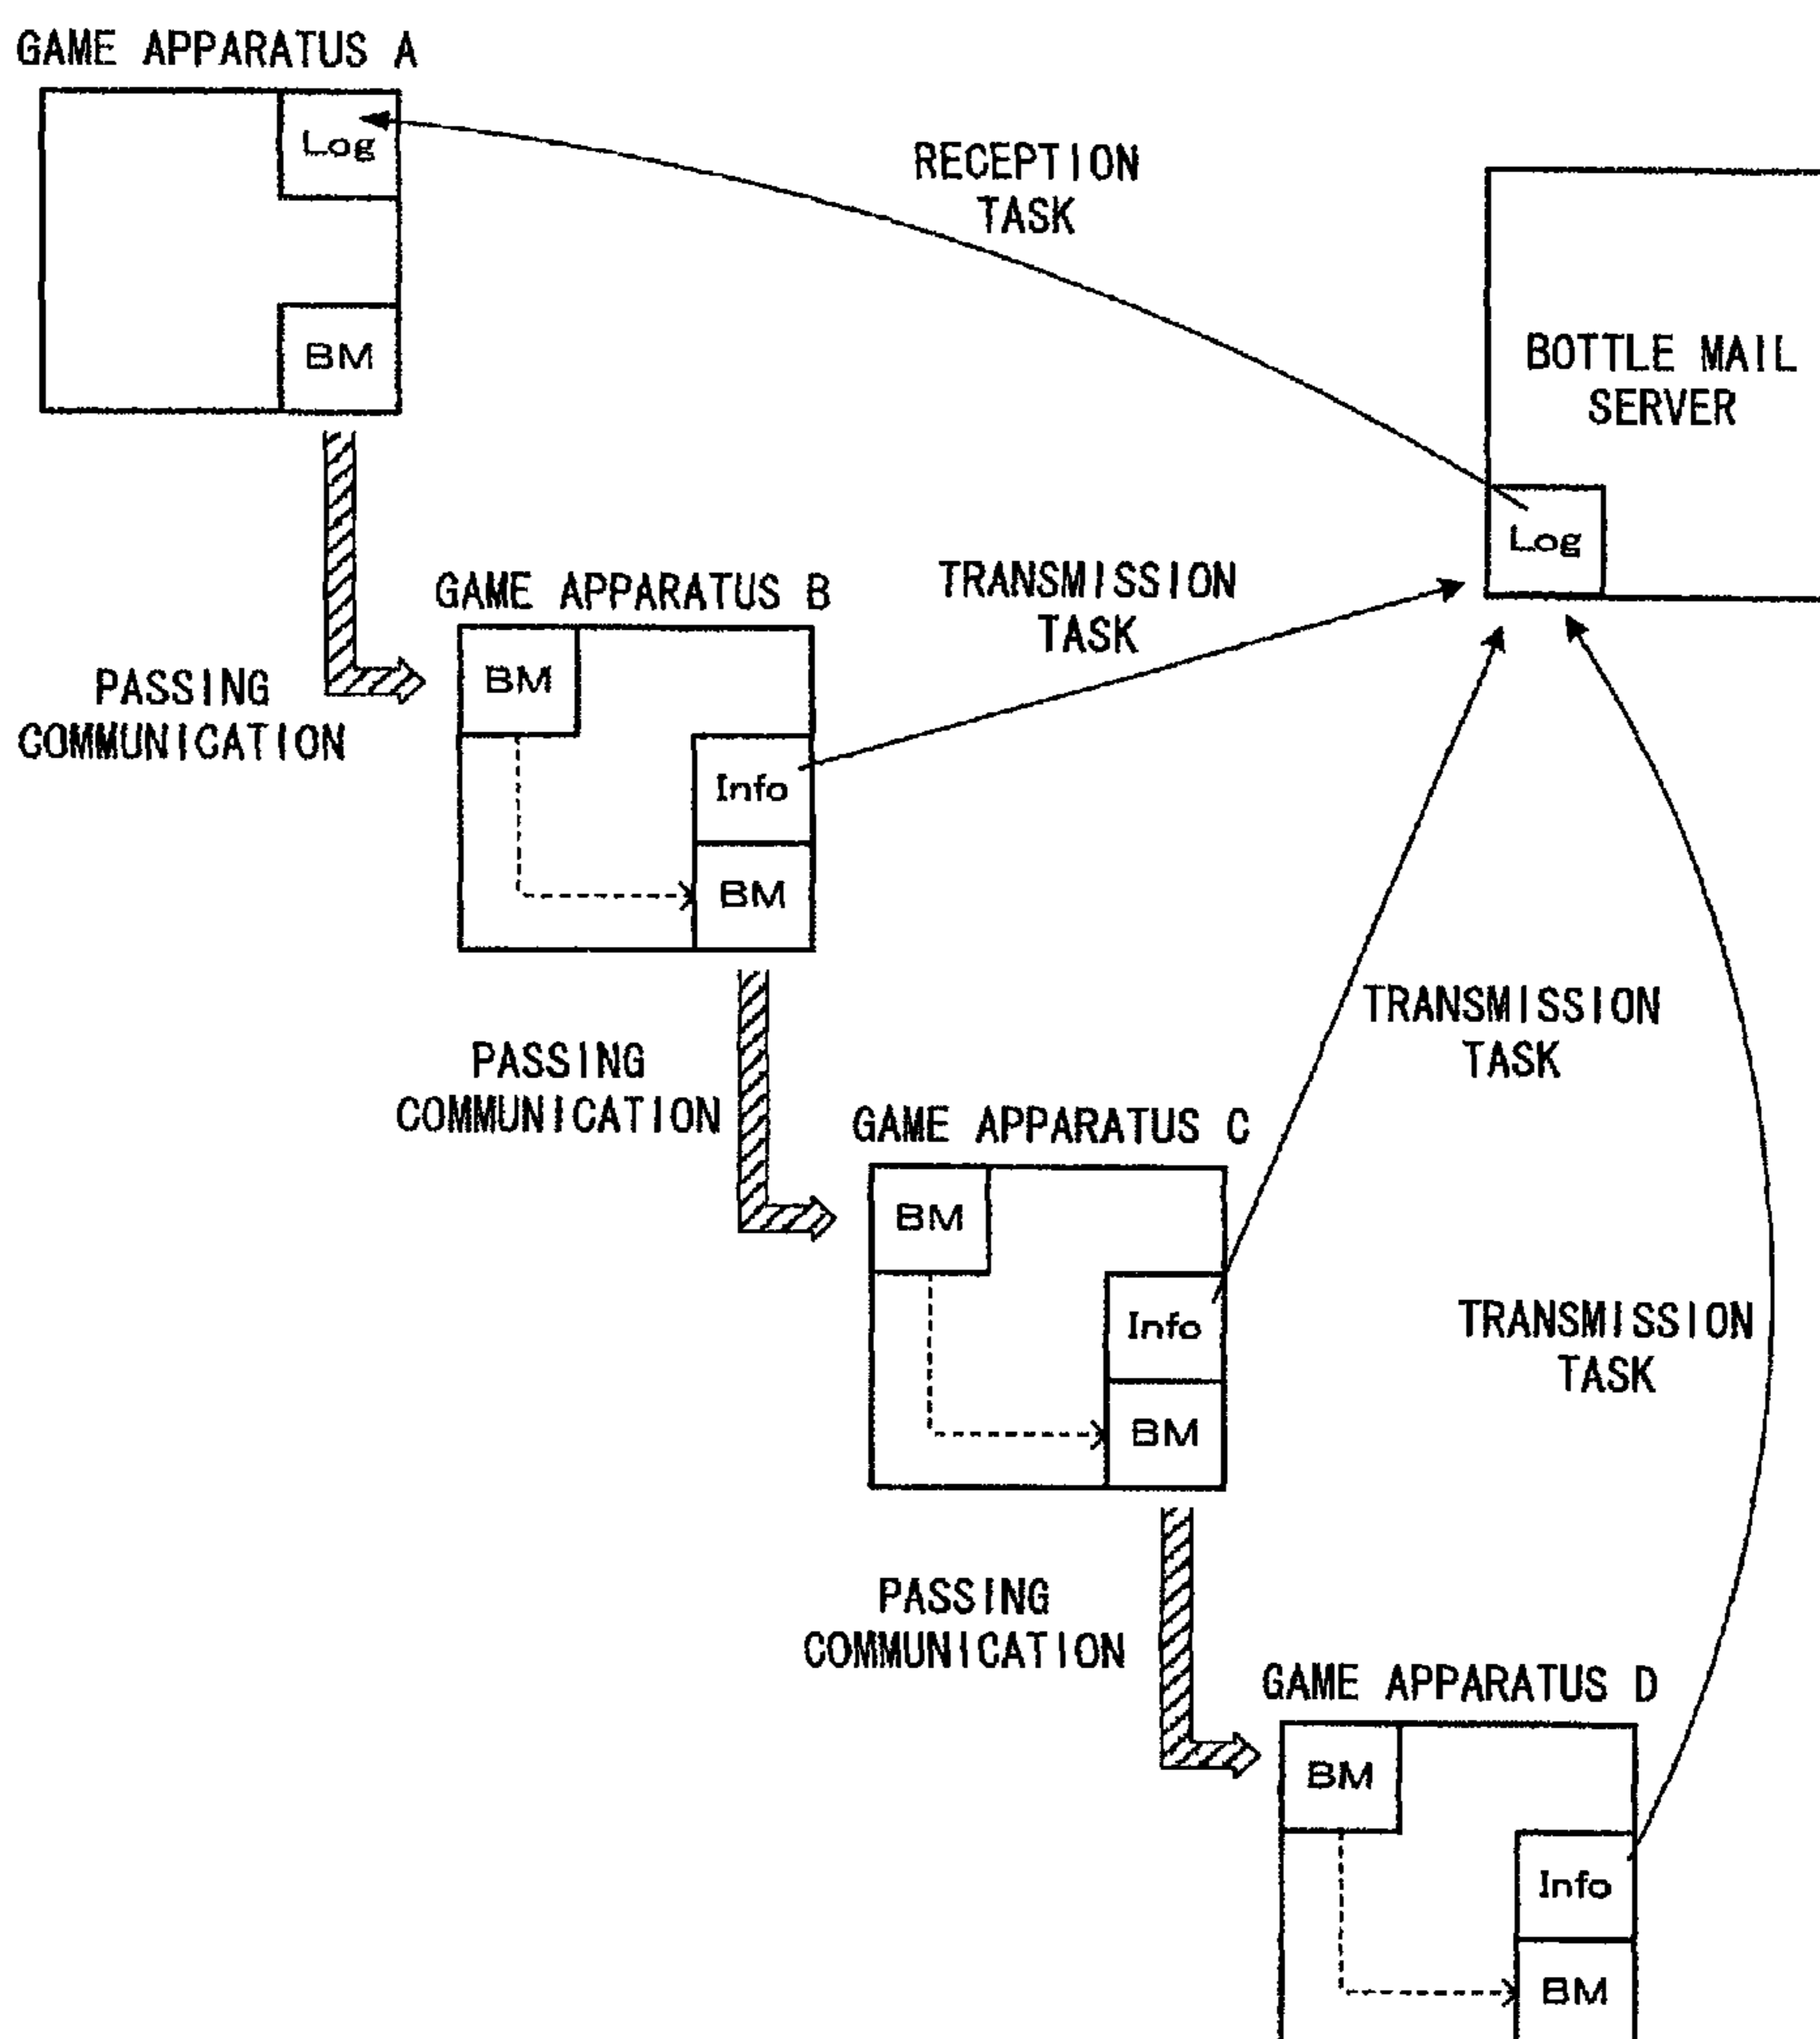 GAME APPARATUS A
Log
BM
RECEPTION
TASK
BOTTLE MAIL
SERVER
Log
PASSING
COMMUNICATION
GAME APPARATUS B
BM
Info
BM
TRANSMISSION
TASK
PASSING
COMMUNICATION
GAME APPARATUS C
BM
Info
BM
TRANSMISSION
TASK
TRANSMISSION
TASK
PASSING
COMMUNICATION
GAME APPARATUS D
BM
Info
BM